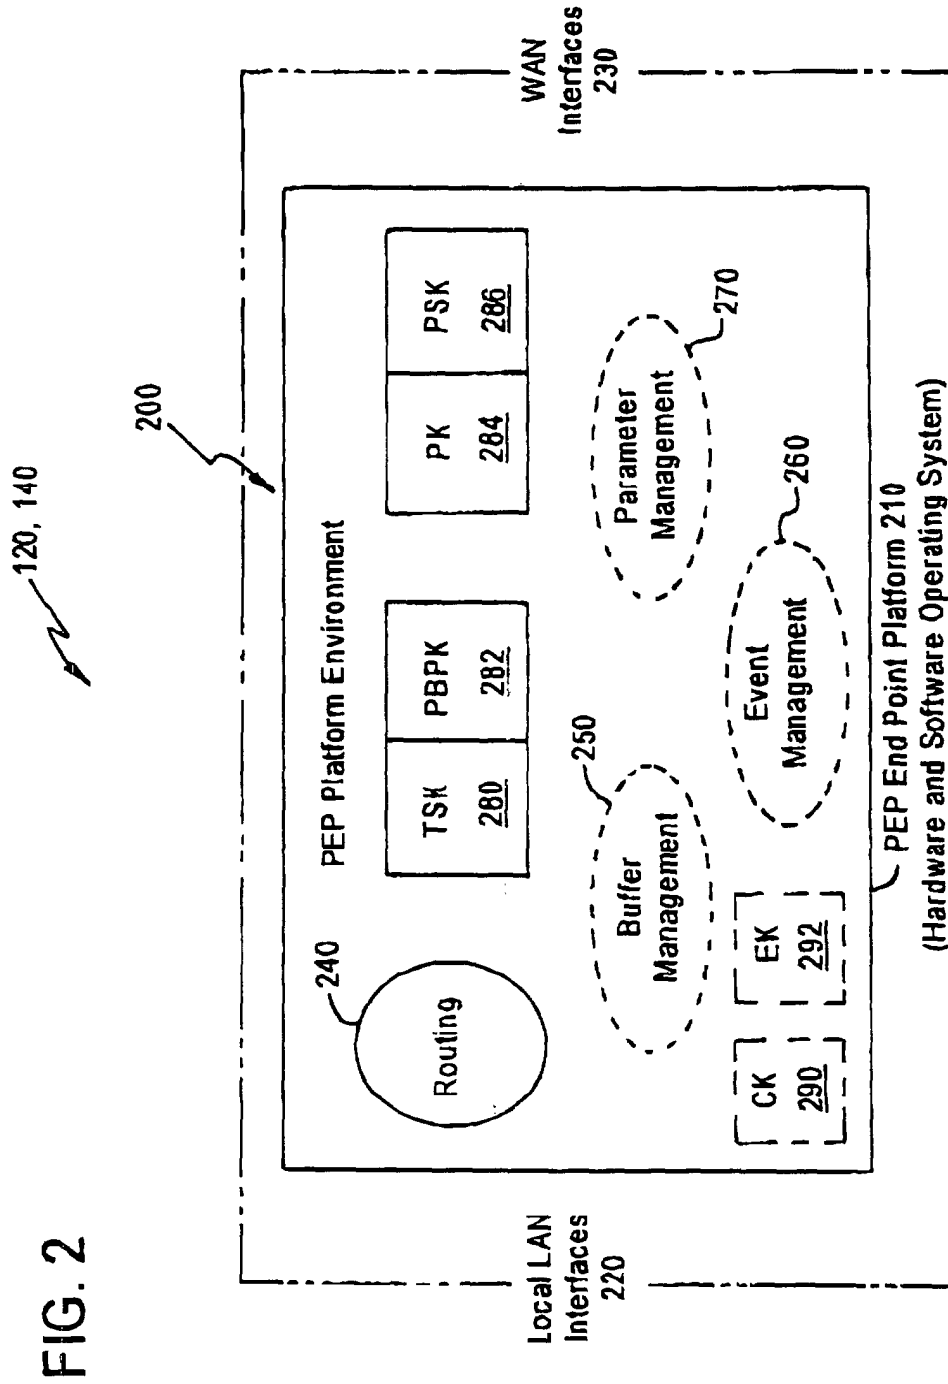 FIG. 2
120, 140
200
PEP Platform Environment
Routing
240
TSK
280
PBPK
282
PK
284
PSK
286
Buffer
Management
250
Parameter
Management
270
Event
Management
260
CK
290
EK
292
Local LAN
Interfaces
220
WAN
Interfaces
230
PEP End Point Platform 210
(Hardware and Software Operating System)